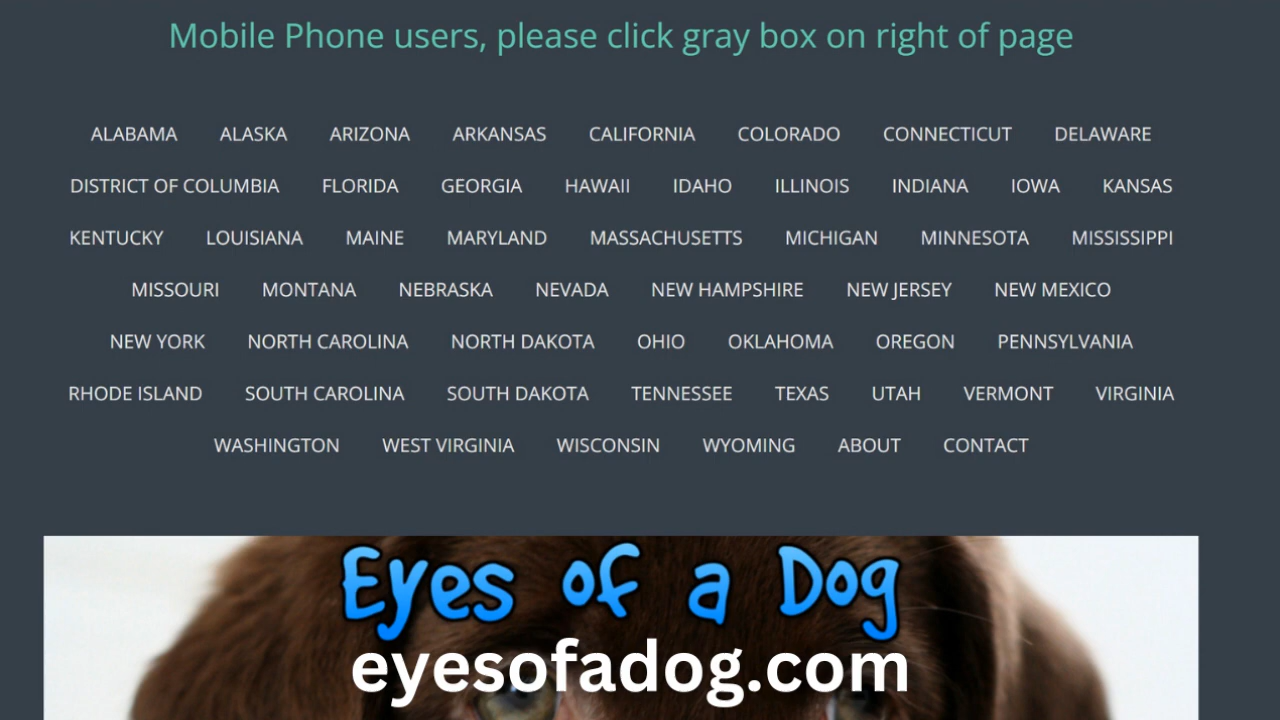 Mobile Phone users, please click gray box on right of page
ALABAMA ALASKA ARIZONA ARKANSAS CALIFORNIA COLORADO CONNECTICUT DELAWARE
DISTRICT OF COLUMBIA FLORIDA GEORGIA HAWAII IDAHO ILLINOIS INDIANA IOWA KANSAS
KENTUCKY LOUISIANA MAINE MARYLAND MASSACHUSETTS MICHIGAN MINNESOTA MISSISSIPPI
MISSOURI MONTANA NEBRASKA NEVADA NEW HAMPSHIRE NEW JERSEY NEW MEXICO
NEW YORK NORTH CAROLINA NORTH DAKOTA OHIO OKLAHOMA OREGON PENNSYLVANIA
RHODE ISLAND SOUTH CAROLINA SOUTH DAKOTA TENNESSEE TEXAS UTAH VERMONT VIRGINIA
WASHINGTON WEST VIRGINIA WISCONSIN WYOMING ABOUT CONTACT
Eyes of a Dog
eyesofadog.com